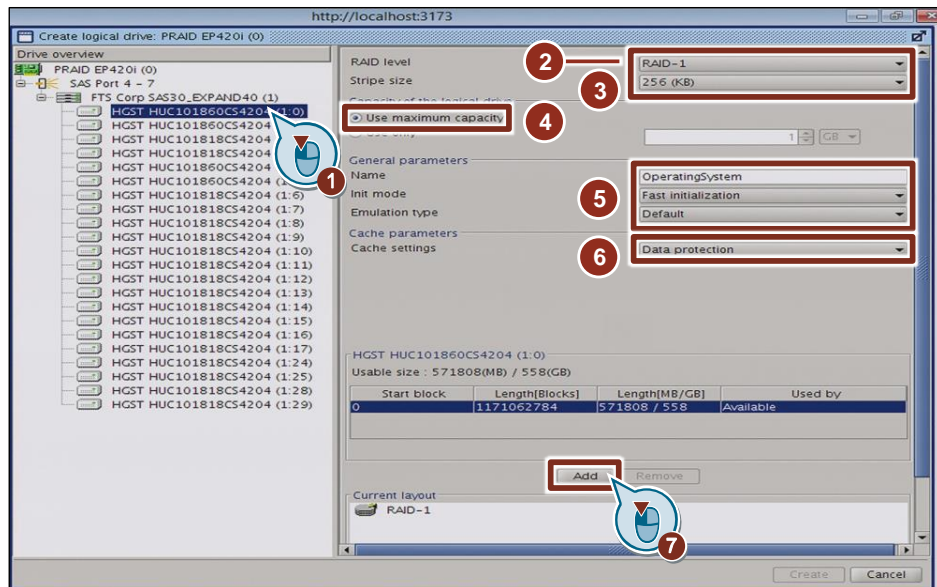 http://localhost:3173
Create logical drive: PRAID EP420i (0)
Drive overview
PRAID EP420i (0)
SAS Port 4 - 7
FTS Corp SAS30_EXPAND40 (1)
HGST HUC101860CS4204 (1:0)
HGST HUC101860CS4204
HGST HUC101818CS4204
HGST HUC101818CS4204
HGST HUC101860CS4204
HGST HUC101860CS4204
HGST HUC101818CS4204 (1:6)
HGST HUC101818CS4204 (1:7)
HGST HUC101818CS4204 (1:8)
HGST HUC101818CS4204 (1:9)
HGST HUC101818CS4204 (1:10)
HGST HUC101818CS4204 (1:11)
HGST HUC101818CS4204 (1:12)
HGST HUC101818CS4204 (1:13)
HGST HUC101818CS4204 (1:14)
HGST HUC101818CS4204 (1:15)
HGST HUC101818CS4204 (1:16)
HGST HUC101818CS4204 (1:17)
HGST HUC101818CS4204 (1:24)
HGST HUC101818CS4204 (1:25)
HGST HUC101818CS4204 (1:28)
HGST HUC101818CS4204 (1:29)
1
RAID level 2 RAID-1
Stripe size 3 256 (KB)
Capacity of the logical drive
Use maximum capacity 4
Use only 1 GB
General parameters
Name OperatingSystem
Init mode 5 Fast initialization
Emulation type Default
Cache parameters
Cache settings 6 Data protection
HGST HUC101860CS4204 (1:0)
Usable size : 571808(MB) / 558(GB)
Start block Length[Blocks] Length[MB/GB] Used by
0 1171062784 571808 / 558 Available
Add Remove
Current layout
RAID-1
7
Create Cancel